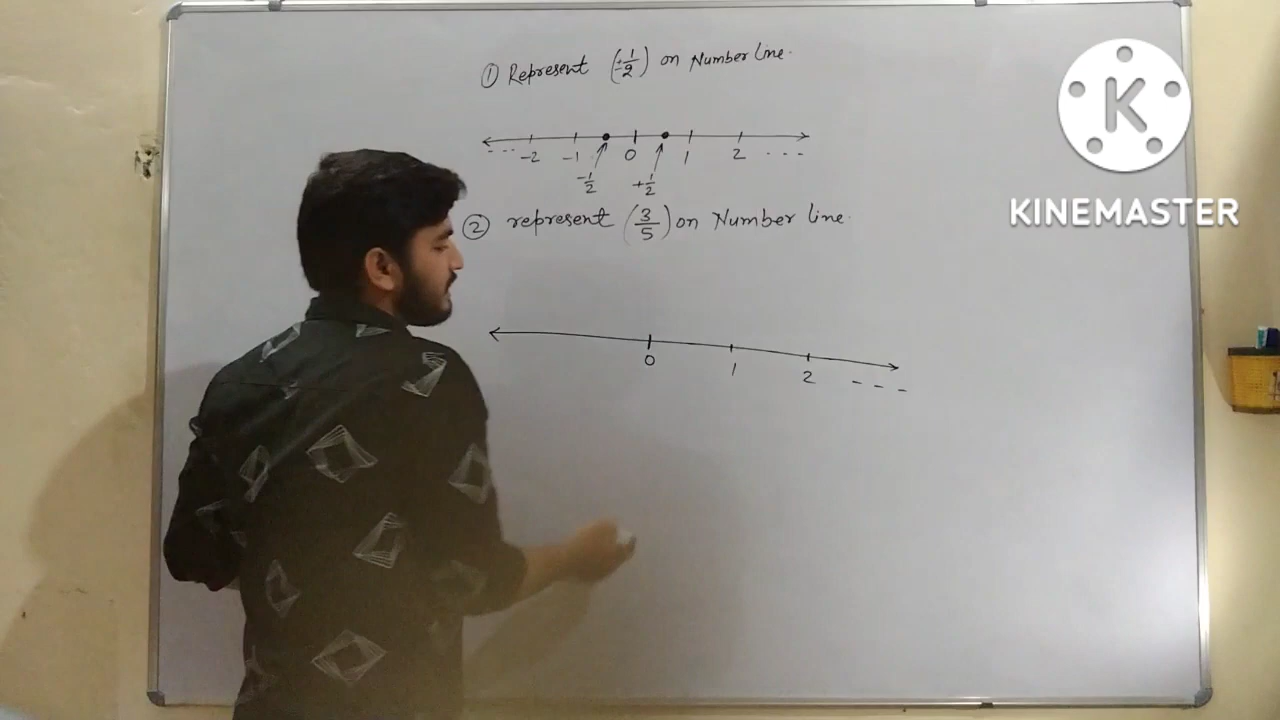 ① Represent (±1/2) on Number line.
... -2 -1 0 1 2 ...
-1/2 +1/2
② represent (3/5) on Number line.
0 1 2 ---
K
KINEMASTER